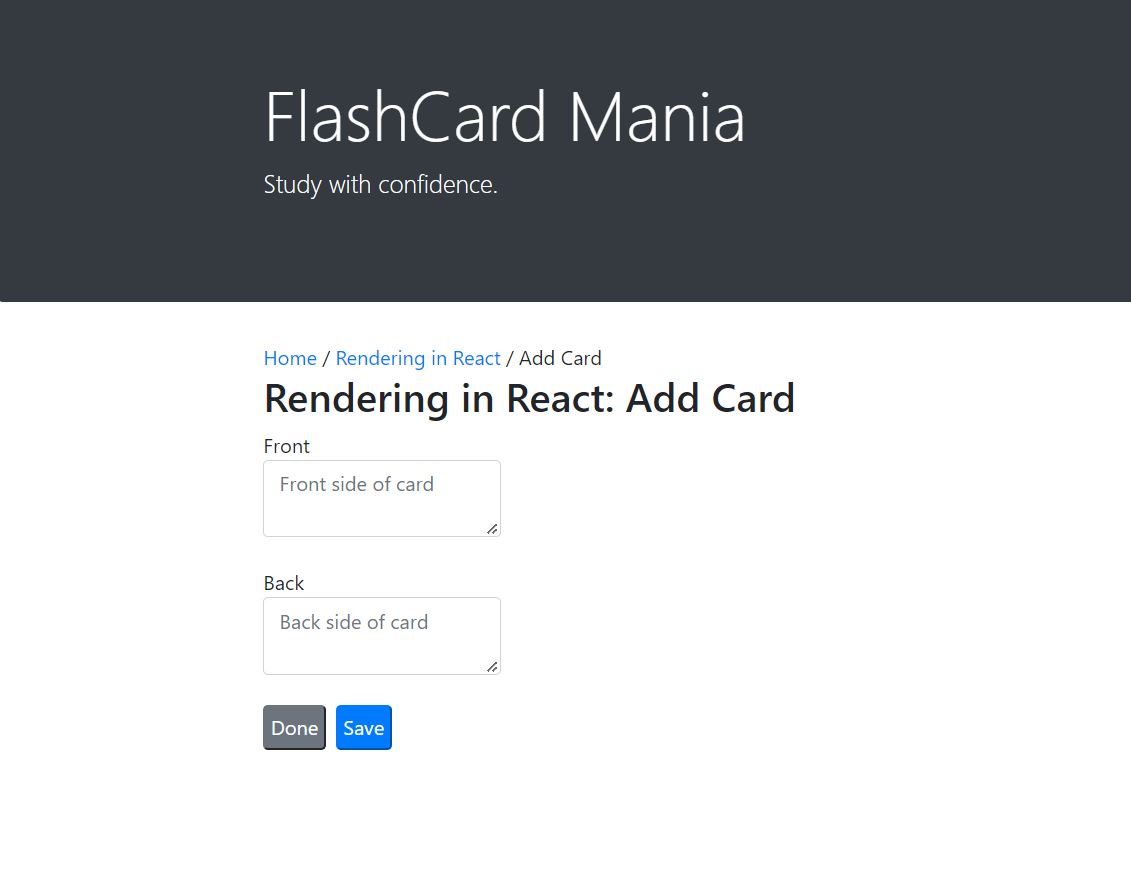 FlashCard Mania
Study with confidence.
Home / Rendering in React / Add Card
Rendering in React: Add Card
Front
Front side of card
Back
Back side of card
Done Save